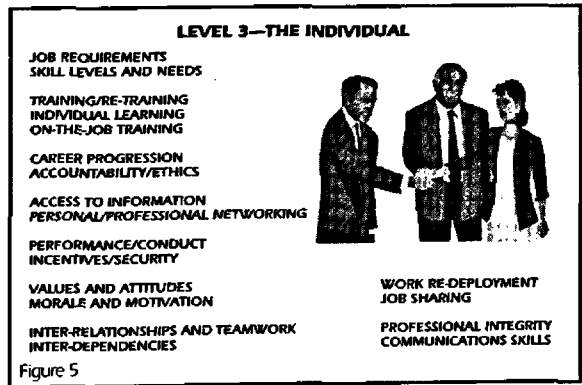 LEVEL 3—THE INDIVIDUAL
JOB REQUIREMENTS
SKILL LEVELS AND NEEDS
TRAINING/RE-TRAINING
INDIVIDUAL LEARNING
ON-THE-JOB TRAINING
CAREER PROGRESSION
ACCOUNTABILITY/ETHICS
ACCESS TO INFORMATION
PERSONAL/PROFESSIONAL NETWORKING
PERFORMANCE/CONDUCT
INCENTIVES/SECURITY
VALUES AND ATTITUDES
MORALE AND MOTIVATION
INTER-RELATIONSHIPS AND TEAMWORK
INTER-DEPENDENCIES
WORK RE-DEPLOYMENT
JOB SHARING
PROFESSIONAL INTEGRITY
COMMUNICATIONS SKILLS
Figure 5